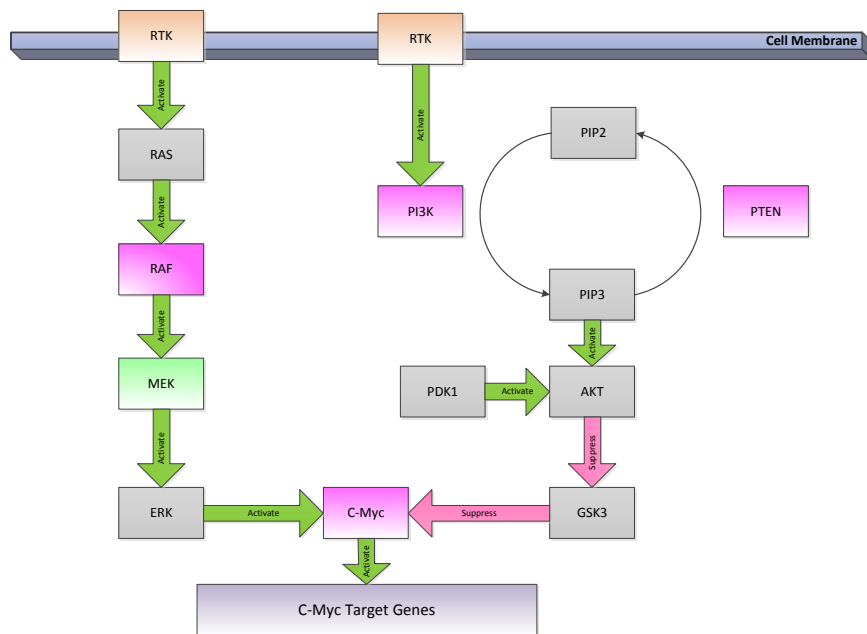 Cell Membrane
RTK
RTK
Activate
Activate
RAS
PIP2
Activate
PI3K
PTEN
RAF
PIP3
Activate
Activate
MEK
PDK1
Activate
AKT
Activate
Suppress
ERK
Activate
C-Myc
Suppress
GSK3
Activate
C-Myc Target Genes